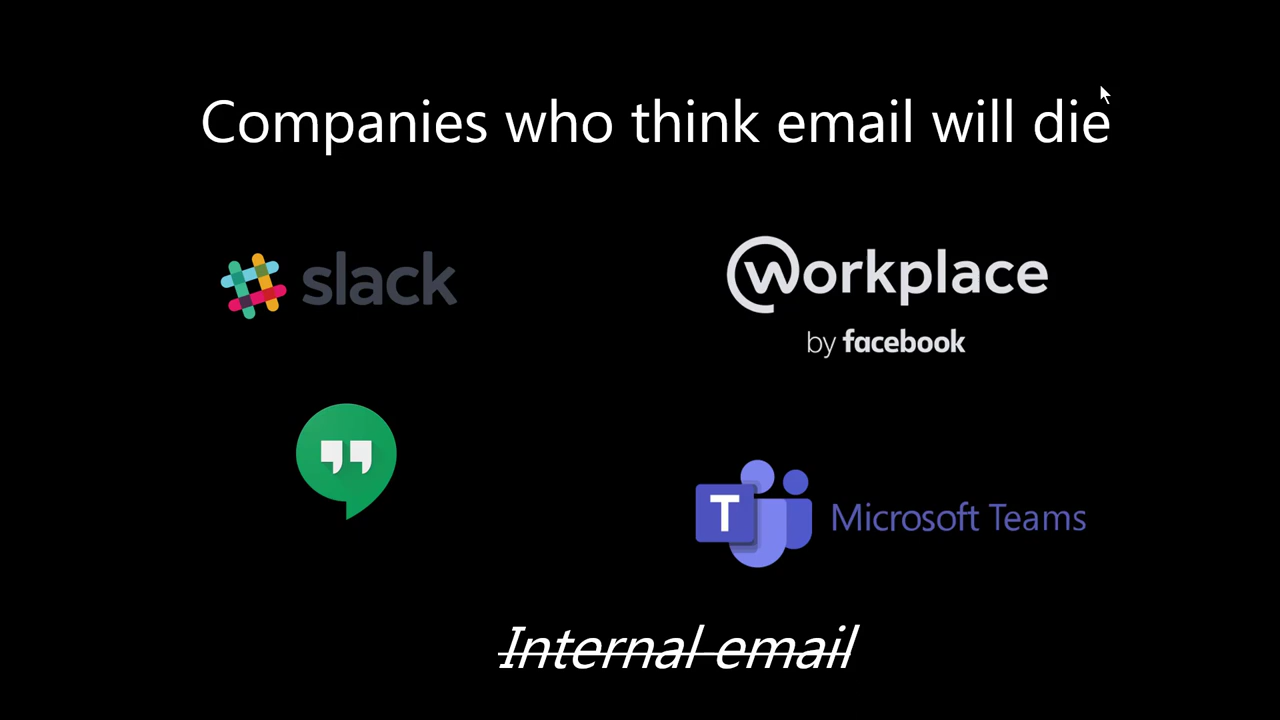 Companies who think email will die
slack
workplace
by facebook
T Microsoft Teams
Internal email